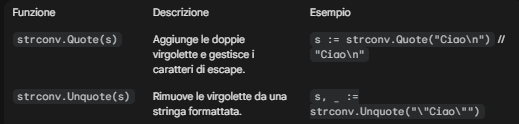 Funzione Descrizione Esempio
strconv.Quote(s) Aggiunge le doppie s := strconv.Quote("Ciao\n") //
virgolette e gestisce i "Ciao\n"
caratteri di escape.
strconv.Unquote(s) Rimuove le virgolette da una s, _ :=
stringa formattata. strconv.Unquote("\"Ciao\"")